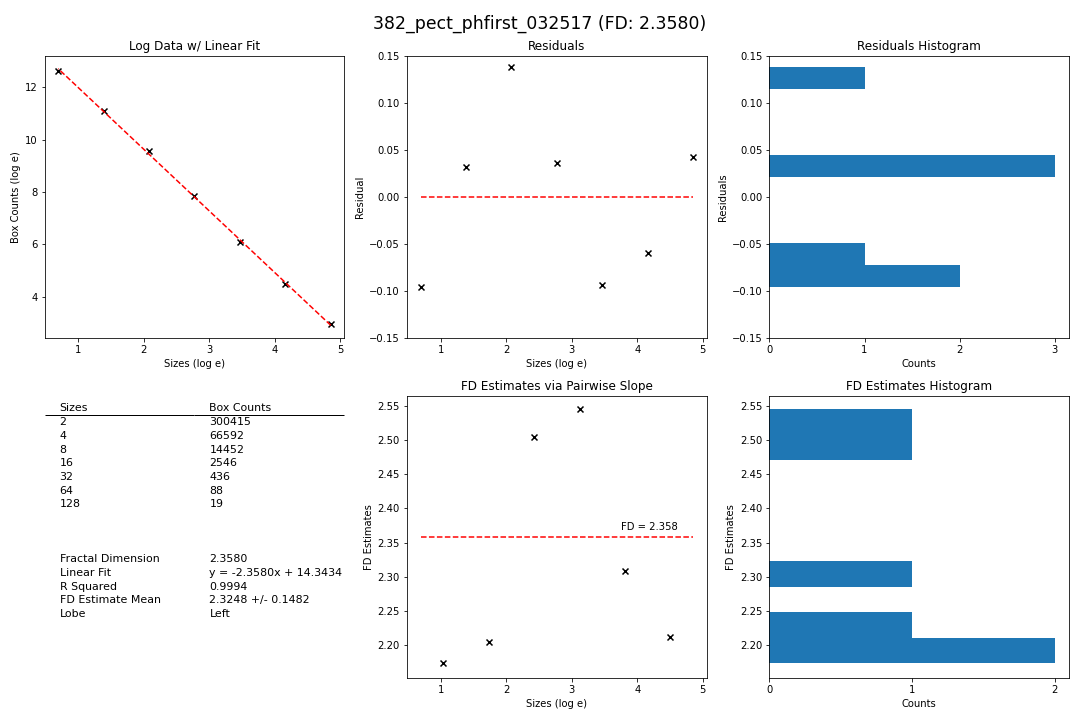 382_pect_phfirst_032517 (FD: 2.3580)
Log Data w/ Linear Fit
Box Counts (log e)
12
10
8
6
4
1 2 3 4 5
Sizes (log e)
Residuals
Residual
0.15
0.10
0.05
0.00
−0.05
−0.10
−0.15
1 2 3 4 5
Sizes (log e)
Residuals Histogram
Residuals
0.15
0.10
0.05
0.00
−0.05
−0.10
−0.15
0 1 2 3
Counts
Sizes Box Counts
2 300415
4 66592
8 14452
16 2546
32 436
64 88
128 19
Fractal Dimension 2.3580
Linear Fit y = -2.3580x + 14.3434
R Squared 0.9994
FD Estimate Mean 2.3248 +/- 0.1482
Lobe Left
FD Estimates via Pairwise Slope
FD Estimates
2.55
2.50
2.45
2.40
2.35
2.30
2.25
2.20
FD = 2.358
1 2 3 4 5
Sizes (log e)
FD Estimates Histogram
FD Estimates
2.55
2.50
2.45
2.40
2.35
2.30
2.25
2.20
0 1 2
Counts